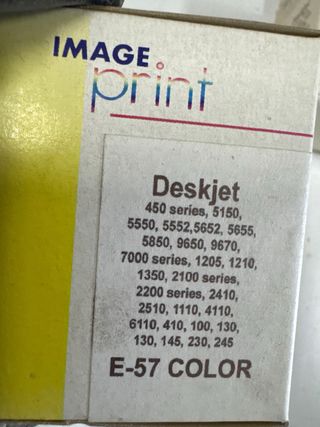 IMAGE
print
Deskjet
450 series, 5150,
5550, 5552,5652, 5655,
5850, 9650, 9670,
7000 series, 1205, 1210,
1350, 2100 series,
2200 series, 2410,
2510, 1110, 4110,
6110, 410, 100, 130,
130, 145, 230, 245
E-57 COLOR